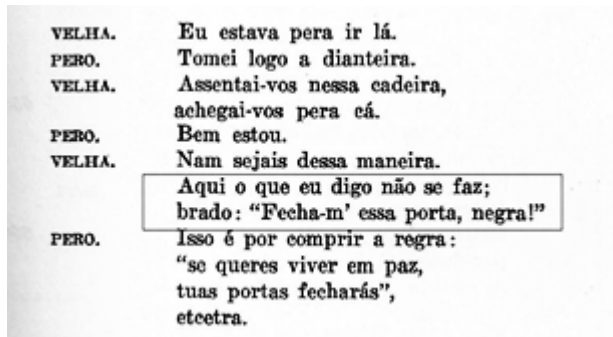 VELHA. Eu estava pera ir lá.
PERO. Tomei logo a dianteira.
VELHA. Assentai-vos nessa cadeira,
achegai-vos pera cá.
PERO. Bem estou.
VELHA. Nam sejais dessa maneira.
Aqui o que eu digo não se faz;
brado: “Fecha-m’ essa porta, negra!”
PERO. Isso é por comprir a regra:
“se queres viver em paz,
tuas portas fecharás”,
etcetra.